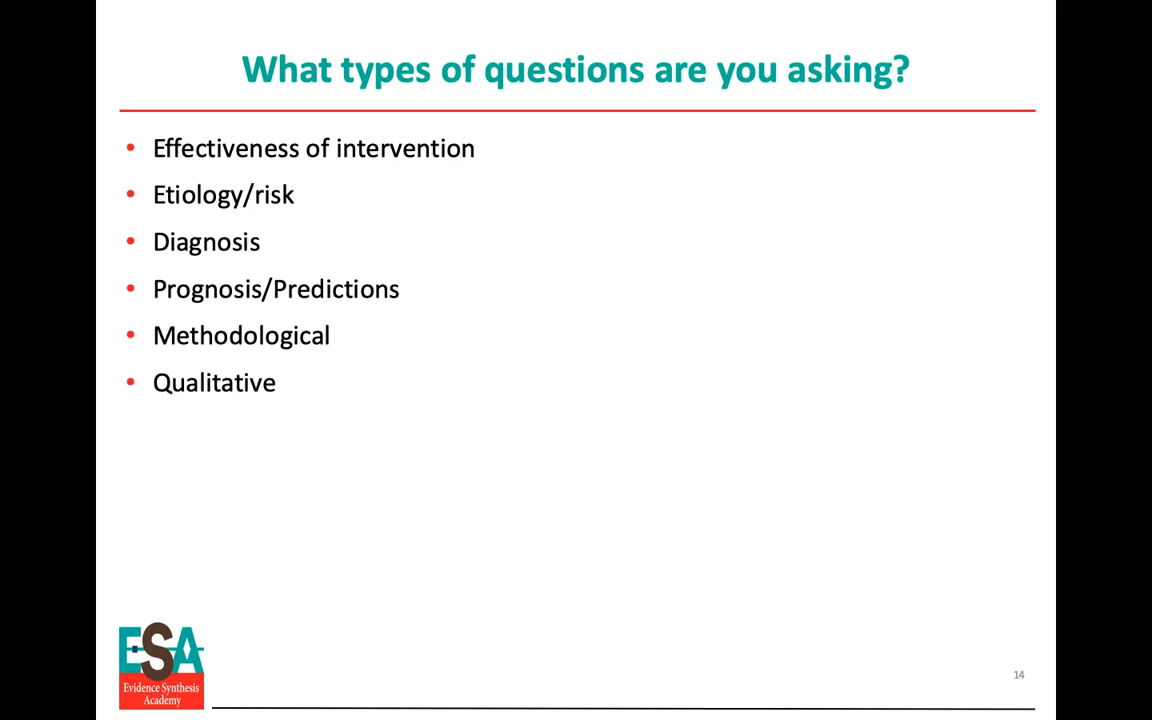 What types of questions are you asking?
• Effectiveness of intervention
• Etiology/risk
• Diagnosis
• Prognosis/Predictions
• Methodological
• Qualitative
ESA
Evidence Synthesis
Academy
14